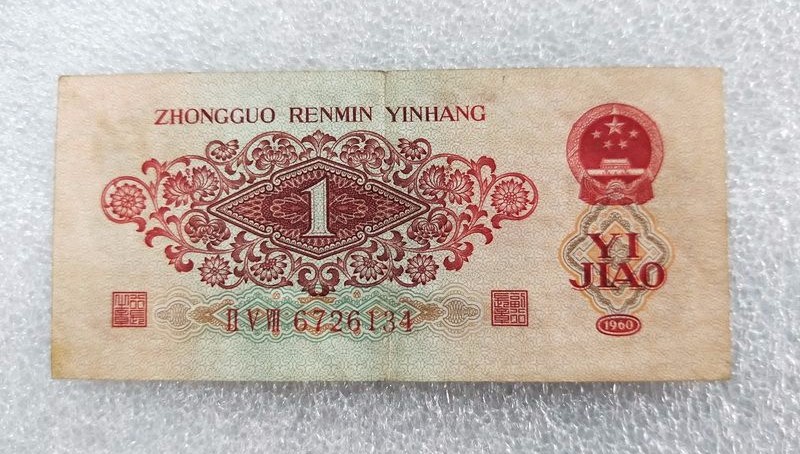 ZHONGGUO RENMIN YINHANG
1
YI
JIAO
II V VIII 6726134
1960